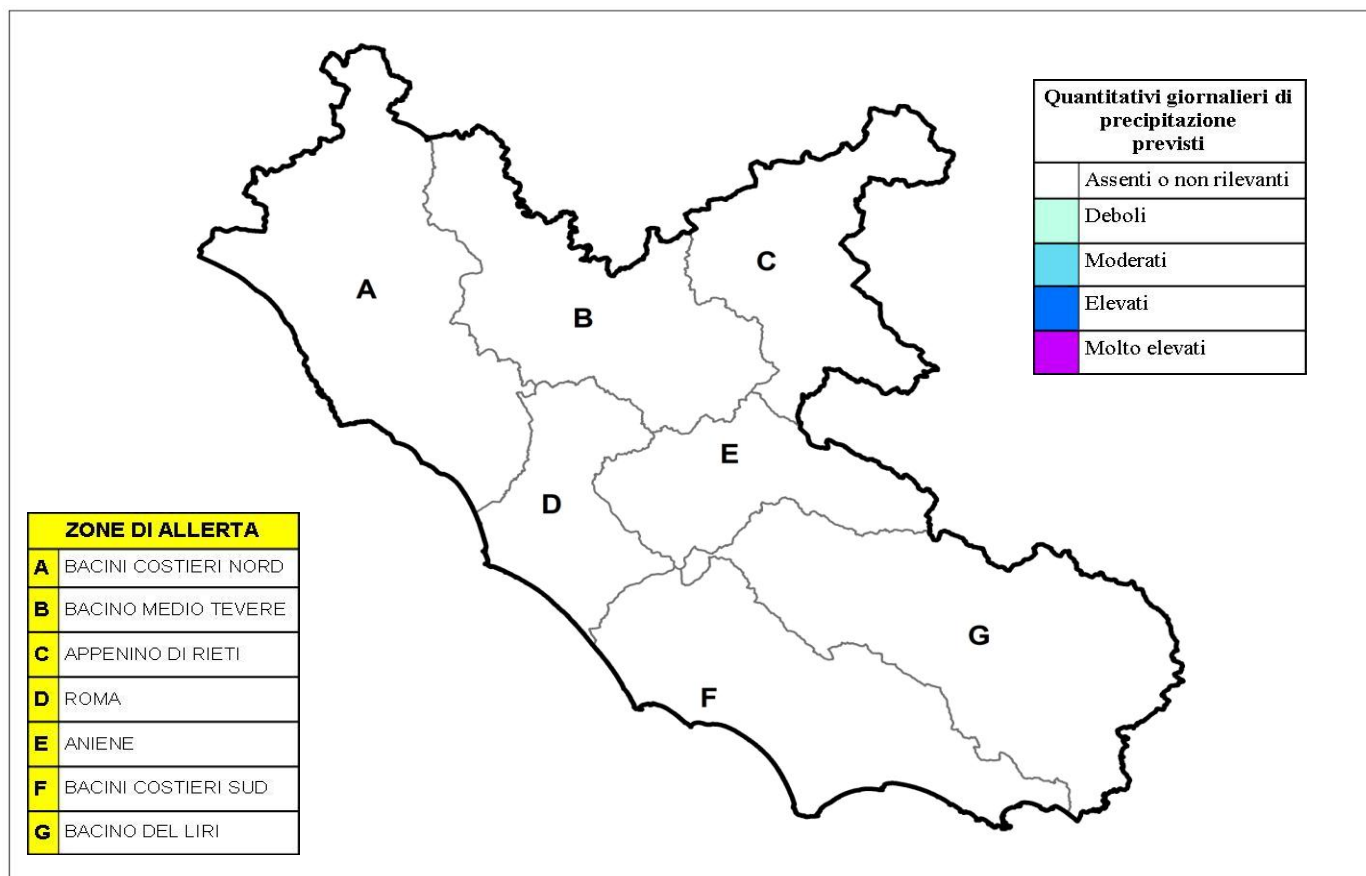 Quantitativi giornalieri di
precipitazione
previsti
Assenti o non rilevanti
Deboli
Moderati
Elevati
Molto elevati
A
B
C
D
E
F
G
ZONE DI ALLERTA
A BACINI COSTIERI NORD
B BACINO MEDIO TEVERE
C APPENINO DI RIETI
D ROMA
E ANIENE
F BACINI COSTIERI SUD
G BACINO DEL LIRI